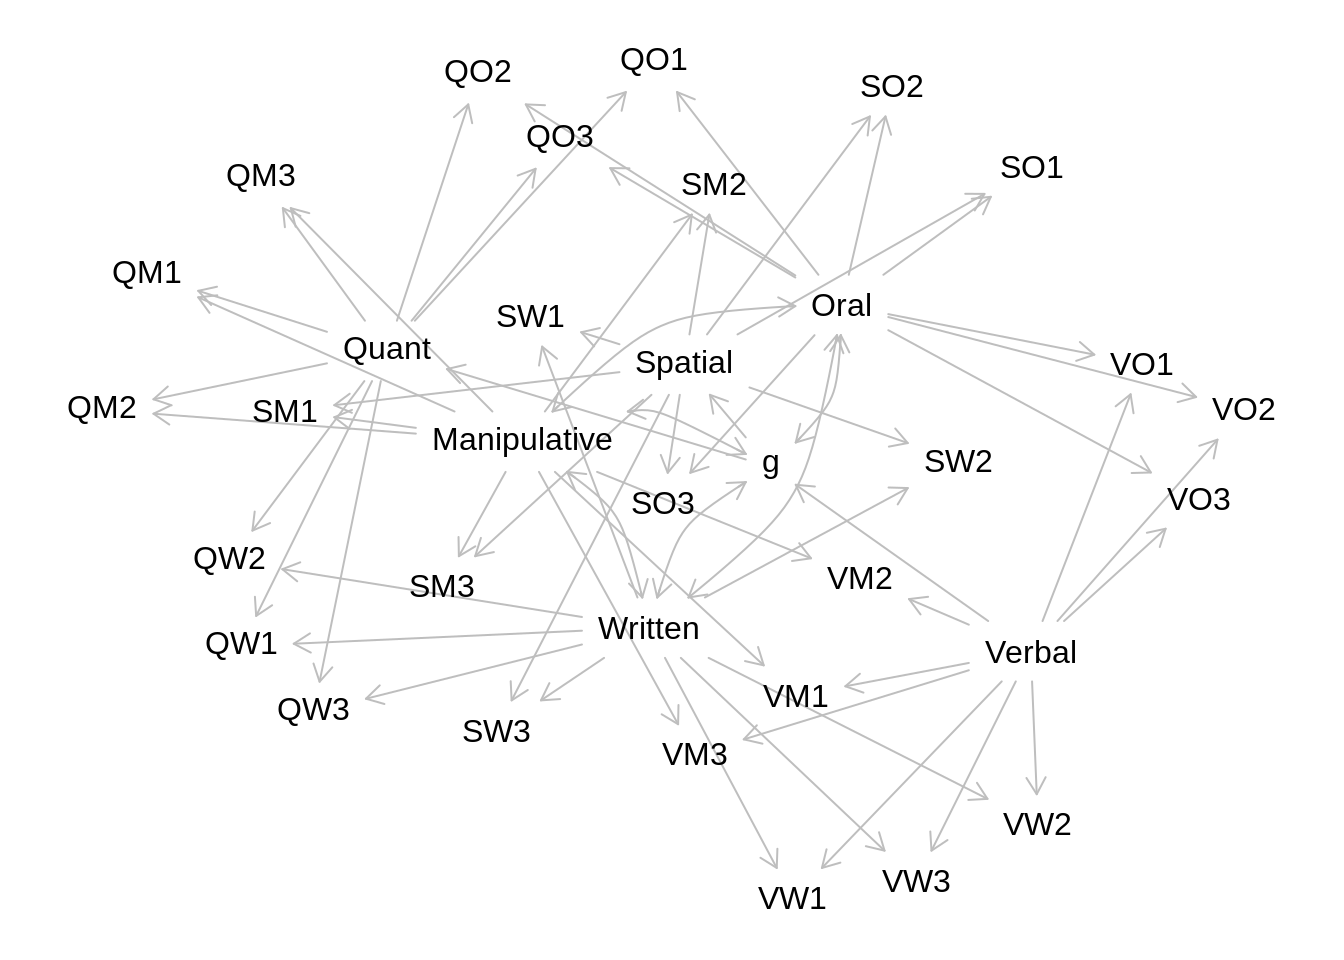 QO1
QO2
SO2
QO3
SO1
QM3
SM2
QM1
Oral
SW1
Quant
Spatial
VO1
QM2
SM1
VO2
Manipulative
g
SW2
SO3
VO3
QW2
SM3
VM2
Written
QW1
Verbal
VM1
QW3
SW3
VM3
VW2
VW3
VW1